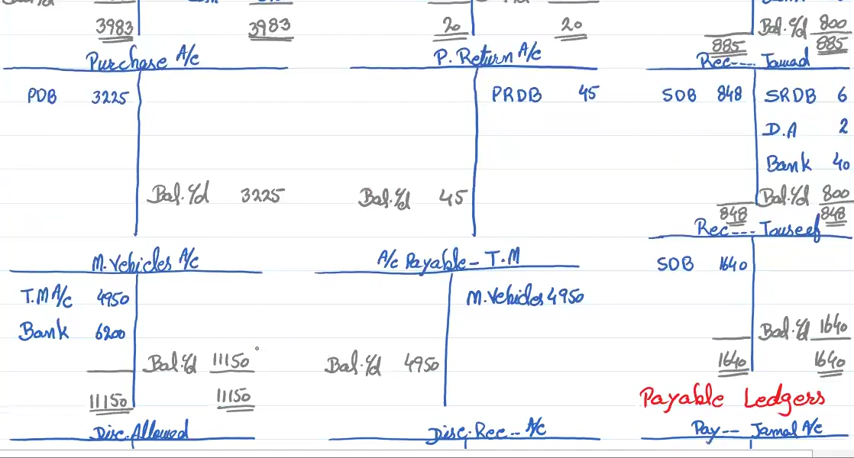 3983 3983 20 20 Bal. c/d 800
885 885
Purchase A/c P. Return A/c Rec--- Jawad
PDB 3225 PRDB 45 SDB 848 SRDB 6
D.A 2
Bank 40
Bal. c/d 3225 Bal. c/d 45 Bal. c/d 800
848 848
Rec--- Touseef
M. Vehicles A/c A/c Payable - T.M SDB 1640
T.M A/c 4950 M. Vehicles 4950
Bank 6200 Bal. c/d 1640
Bal. c/d 11150 Bal. c/d 4950 1640 1640
11150 11150 Payable Ledgers
Disc. Allowed Disc. Rec-- A/c Pay-- Jamal A/c